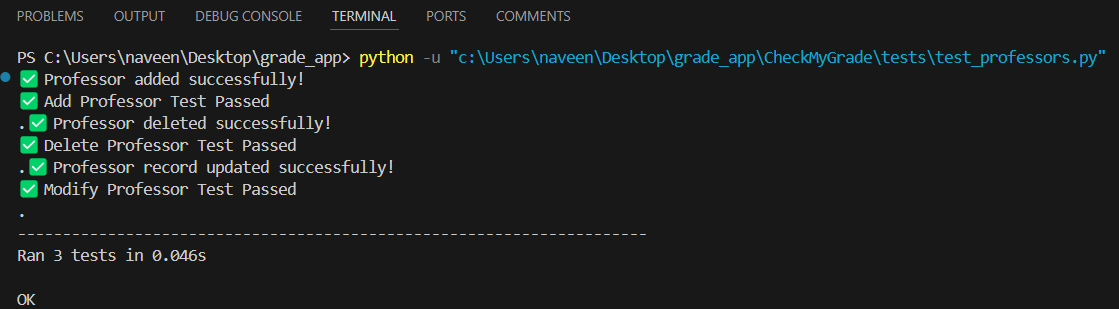 PROBLEMS OUTPUT DEBUG CONSOLE TERMINAL PORTS COMMENTS
PS C:\Users\naveen\Desktop\grade_app> python -u "c:\Users\naveen\Desktop\grade_app\CheckMyGrade\tests\test_professors.py"
✅ Professor added successfully!
✅ Add Professor Test Passed
.✅ Professor deleted successfully!
✅ Delete Professor Test Passed
.✅ Professor record updated successfully!
✅ Modify Professor Test Passed
.
----------------------------------------------------------------------
Ran 3 tests in 0.046s
OK